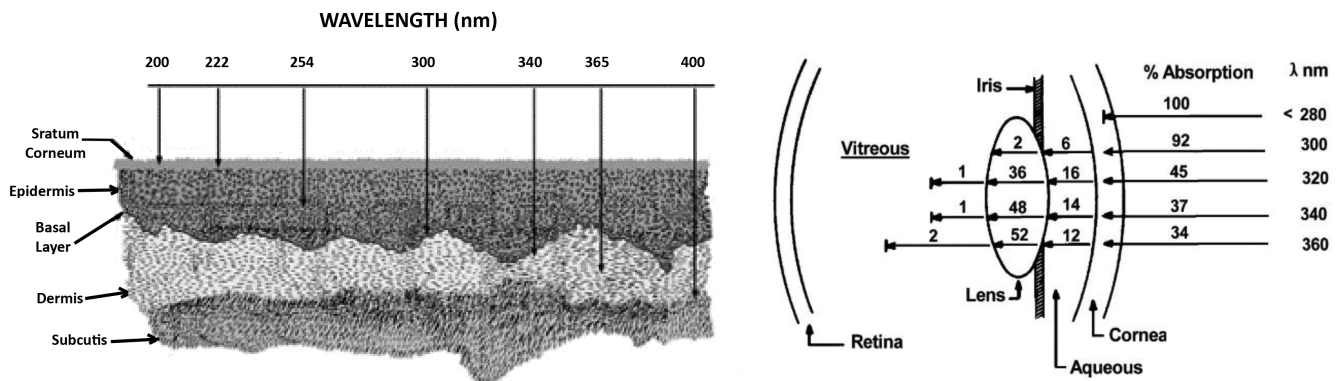 WAVELENGTH (nm)
200 222 254 300 340 365 400
Sratum
Corneum
Epidermis
Basal
Layer
Dermis
Subcutis
% Absorption λ nm
Iris
100 < 280
Vitreous 2 6 92 300
1 36 16 45 320
1 48 14 37 340
2 52 12 34 360
Lens
Retina
Cornea
Aqueous